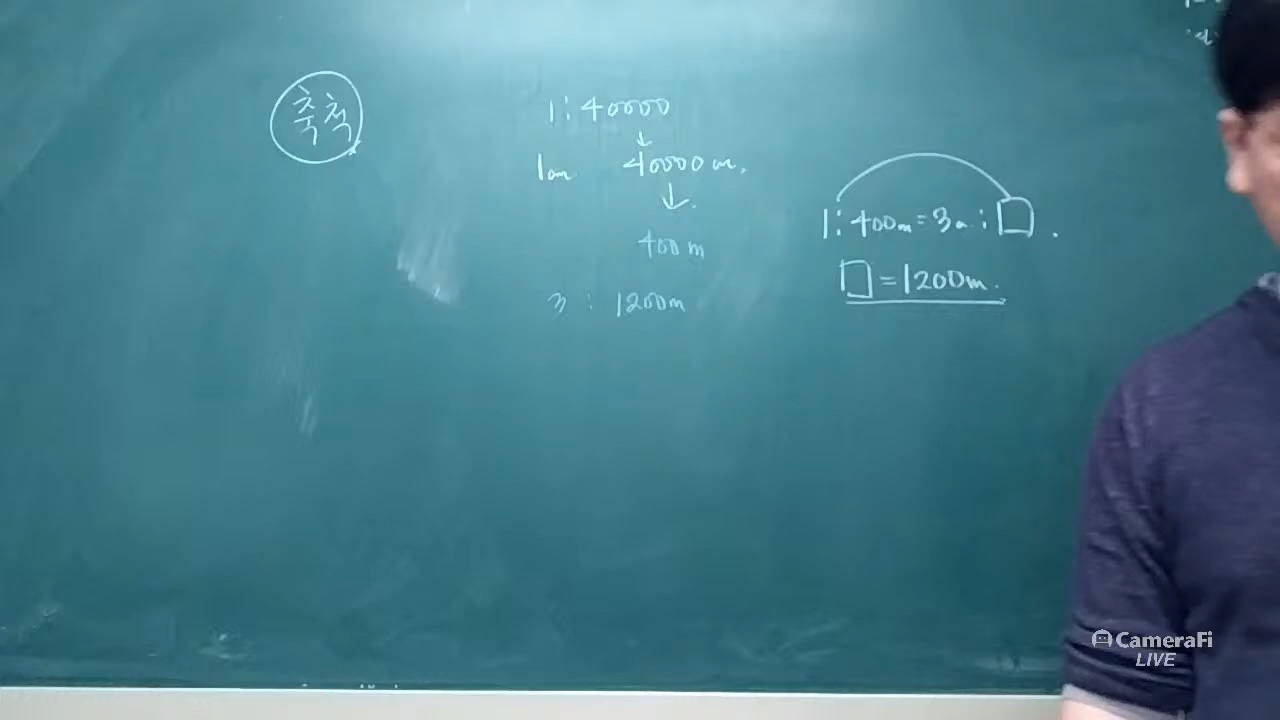 축척
1:40000
↓
1cm 40000cm.
↓
400m
3 : 1200m
1:400m=3cm:□.
□=1200m.
CameraFi
LIVE